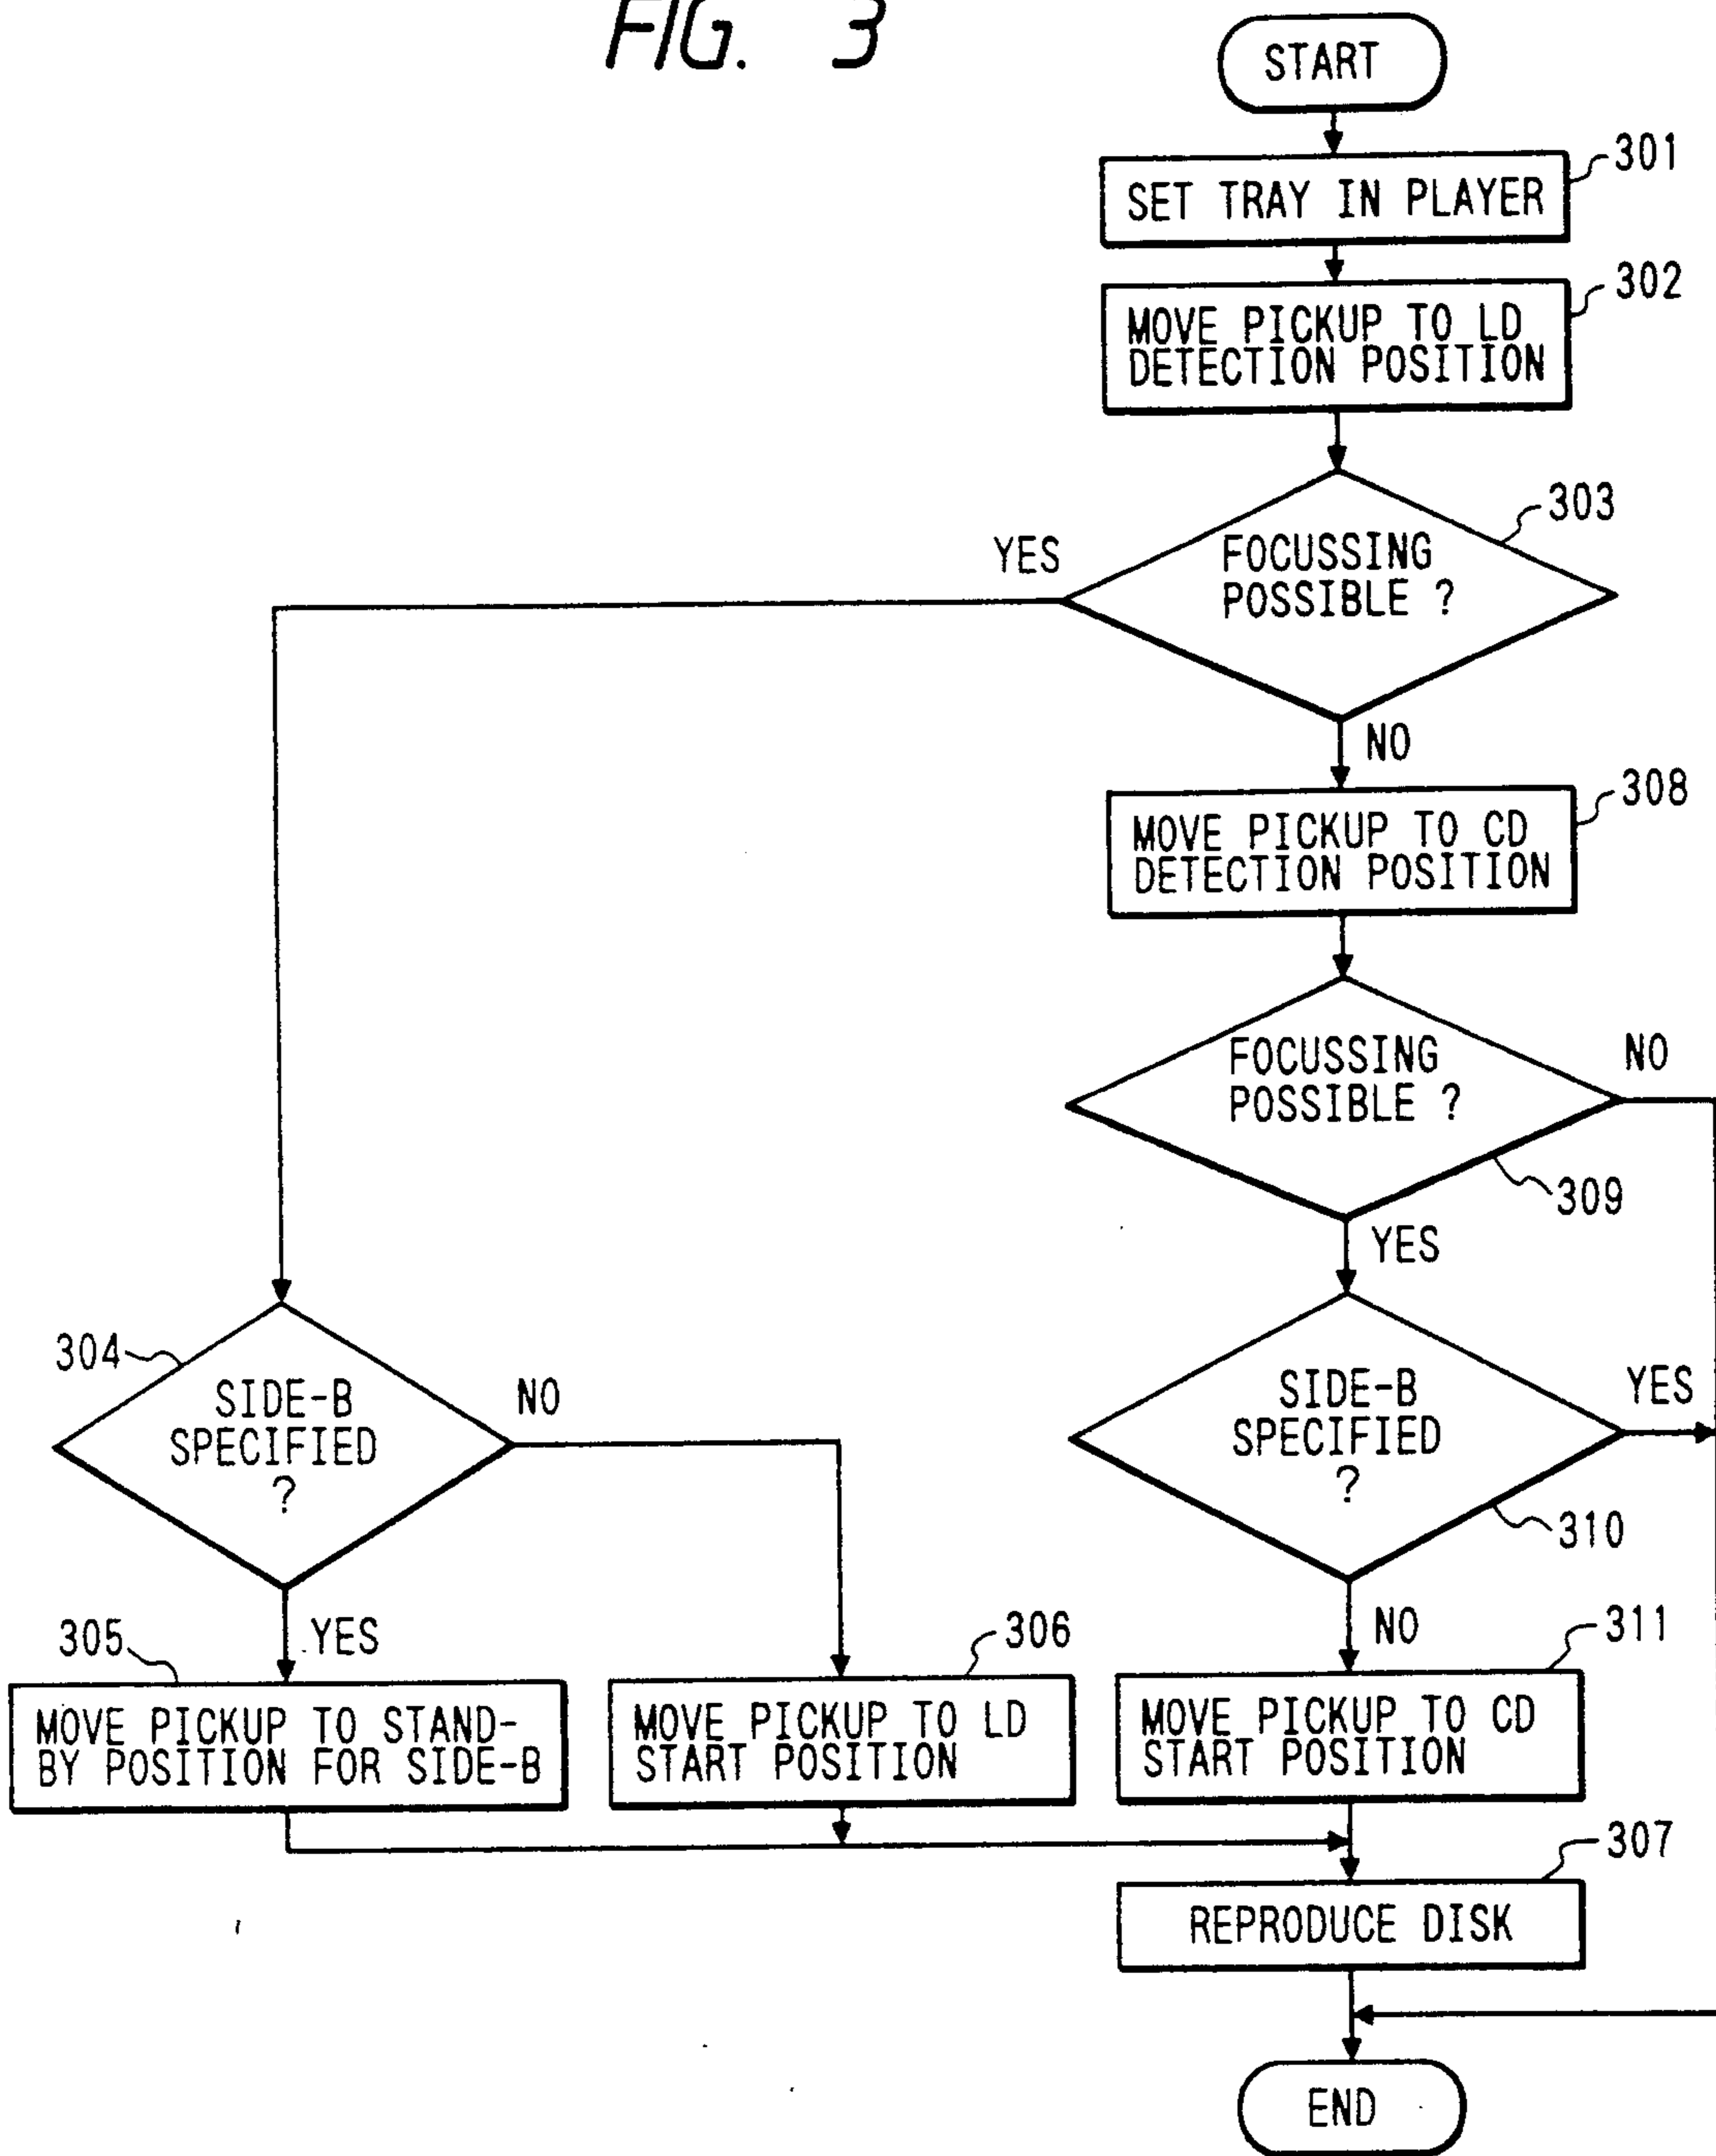 FIG. 3
START
301
SET TRAY IN PLAYER
302
MOVE PICKUP TO LD
DETECTION POSITION
303
FOCUSSING
POSSIBLE ?
YES
NO
308
MOVE PICKUP TO CD
DETECTION POSITION
FOCUSSING
POSSIBLE ?
NO
309
YES
304
SIDE-B
SPECIFIED
?
NO
YES
SIDE-B
SPECIFIED
?
YES
310
NO
305
MOVE PICKUP TO STAND-
BY POSITION FOR SIDE-B
306
MOVE PICKUP TO LD
START POSITION
311
MOVE PICKUP TO CD
START POSITION
307
REPRODUCE DISK
END